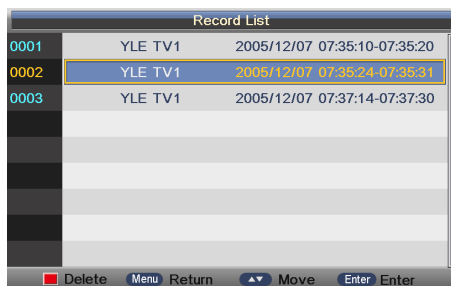 Record List
0001 YLE TV1 2005/12/07 07:35:10-07:35:20
0002 YLE TV1 2005/12/07 07:35:24-07:35:31
0003 YLE TV1 2005/12/07 07:37:14-07:37:30
Delete Menu Return Move Enter Enter